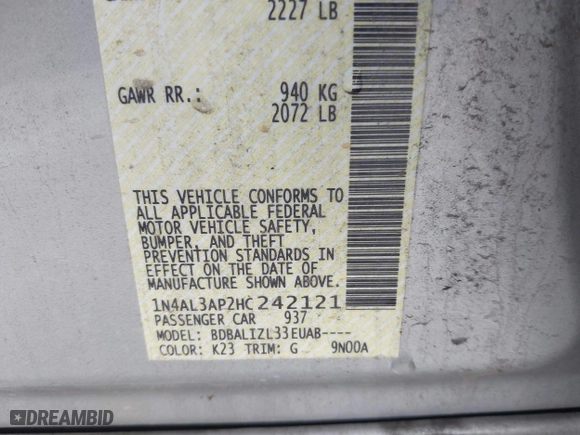 2227 LB
GAWR RR.: 940 KG
2072 LB
THIS VEHICLE CONFORMS TO
ALL APPLICABLE FEDERAL
MOTOR VEHICLE SAFETY,
BUMPER, AND THEFT
PREVENTION STANDARDS IN
EFFECT ON THE DATE OF
MANUFACTURE SHOWN ABOVE.
1N4AL3AP2HC242121
PASSENGER CAR 937
MODEL: BDBALIZL33EUAB----
COLOR: K23 TRIM: G 9N00A
DREAMBID